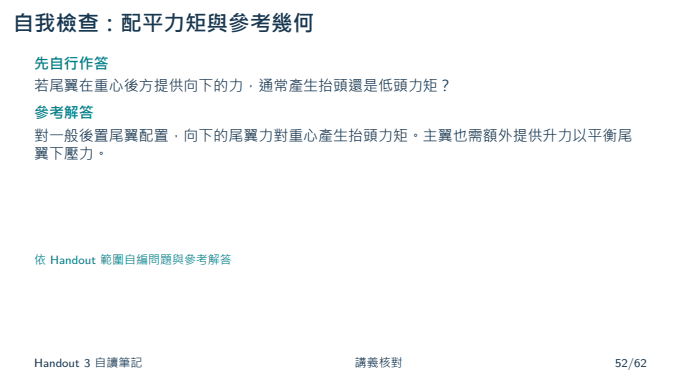 自我檢查：配平力矩與參考幾何
先自行作答
若尾翼在重心後方提供向下的力，通常產生抬頭還是低頭力矩？
參考解答
對一般後置尾翼配置，向下的尾翼力對重心產生抬頭力矩。主翼也需額外提供升力以平衡尾
翼下壓力。
依 Handout 範圍自編問題與參考解答
Handout 3 自讀筆記
講義核對
52/62